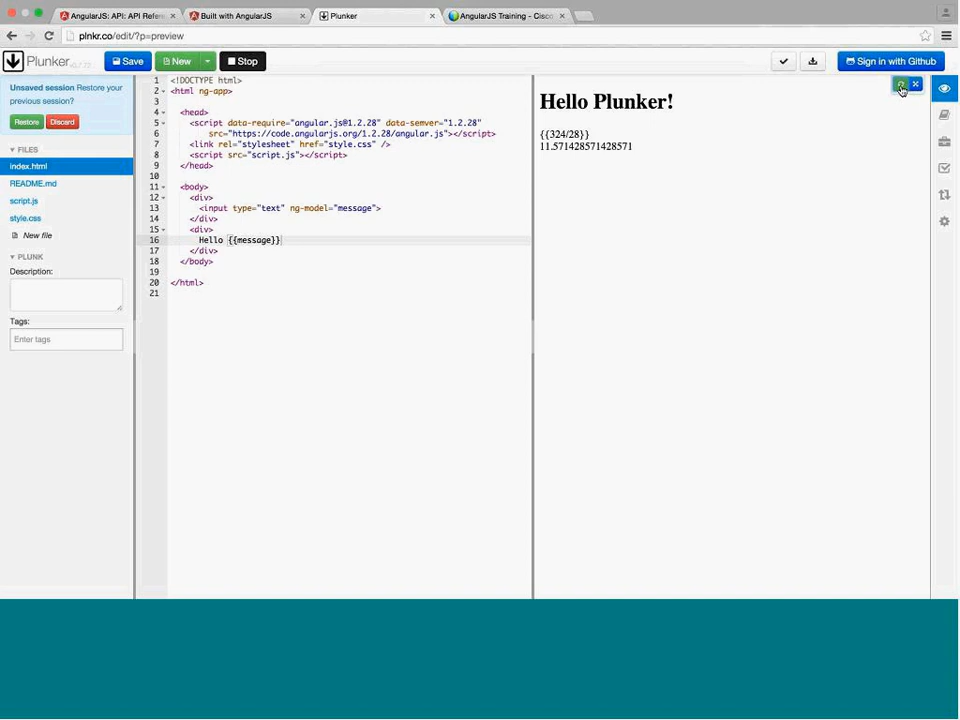 AngularJS: API: API Refere
Built with AngularJS
Plunker
AngularJS Training - Cisco
plnkr.co/edit/?p=preview
Plunker
Save
New
Stop
Sign in with Github
Unsaved session Restore your
previous session?
Restore
Discard
FILES
index.html
README.md
script.js
style.css
New file
PLUNK
Description:
Tags:
Enter tags
1 <!DOCTYPE html>
2 <html ng-app>
3
4 <head>
5 <script data-require="angular.js@1.2.28" data-semver="1.2.28"
6 src="https://code.angularjs.org/1.2.28/angular.js"></script>
7 <link rel="stylesheet" href="style.css" />
8 <script src="script.js"></script>
9 </head>
10
11 <body>
12 <div>
13 <input type="text" ng-model="message">
14 </div>
15 <div>
16 Hello {{message}}
17 </div>
18 </body>
19
20 </html>
21
Hello Plunker!
{{324/28}}
11.571428571428571